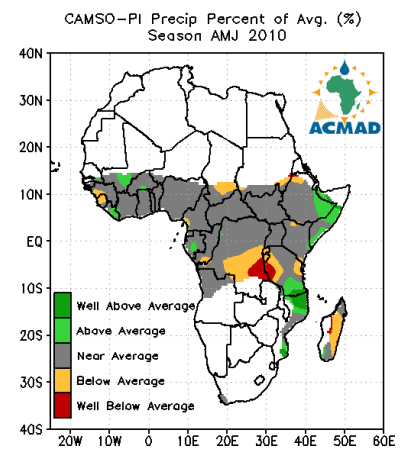 CAMSO-PI Precip Percent of Avg. (%)
Season AMJ 2010
ACMAD
40N
30N
20N
10N
EQ
10S
20S
30S
40S
Well Above Average
Above Average
Near Average
Below Average
Well Below Average
20W 10W 0 10E 20E 30E 40E 50E 60E